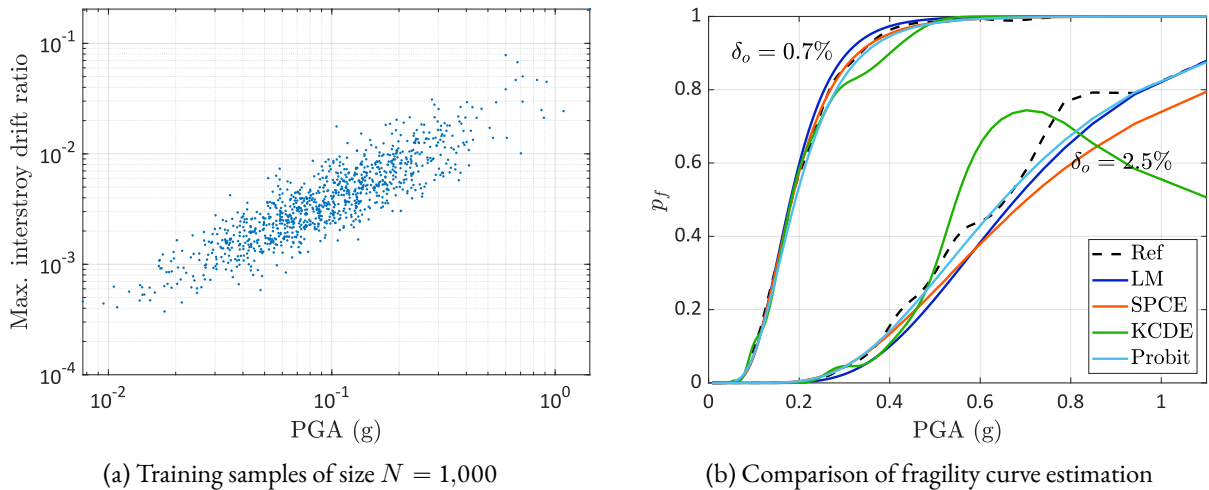 10⁻¹
10⁻²
10⁻³
10⁻⁴
Max. interstroy drift ratio
10⁻² 10⁻¹ 10⁰
PGA (g)
(a) Training samples of size N = 1,000
1
0.8
0.6
0.4
0.2
0
p_f
δ_o = 0.7%
δ_o = 2.5%
Ref
LM
SPCE
KCDE
Probit
0 0.2 0.4 0.6 0.8 1
PGA (g)
(b) Comparison of fragility curve estimation